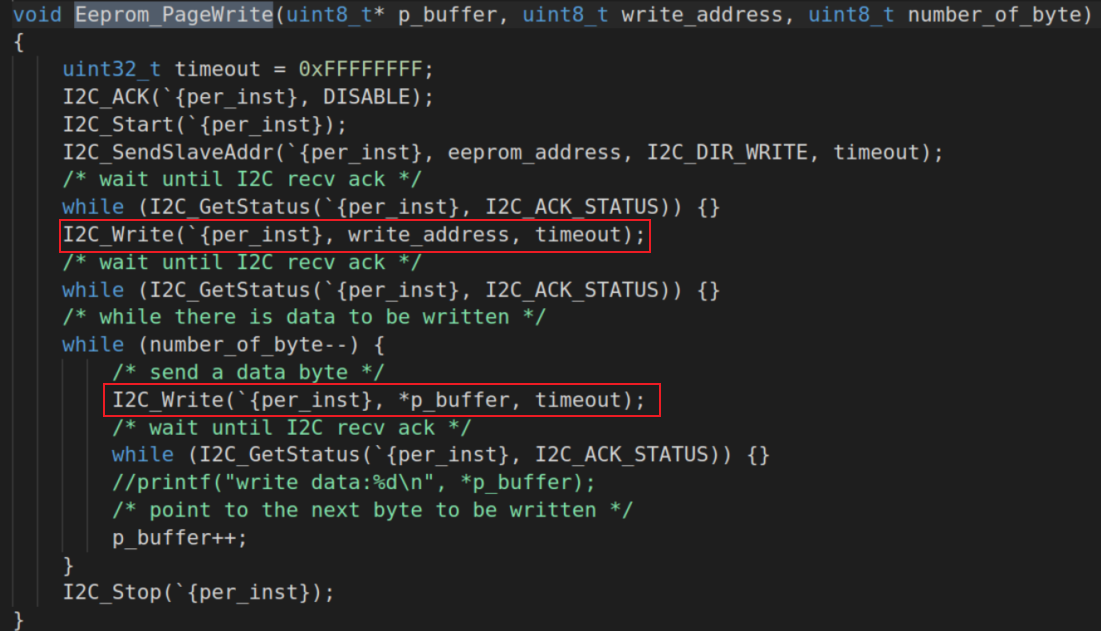 void Eeprom_PageWrite(uint8_t* p_buffer, uint8_t write_address, uint8_t number_of_byte)
{
    uint32_t timeout = 0xFFFFFFFF;
    I2C_ACK(`{per_inst}, DISABLE);
    I2C_Start(`{per_inst});
    I2C_SendSlaveAddr(`{per_inst}, eeprom_address, I2C_DIR_WRITE, timeout);
    /* wait until I2C recv ack */
    while (I2C_GetStatus(`{per_inst}, I2C_ACK_STATUS)) {}
    I2C_Write(`{per_inst}, write_address, timeout);
    /* wait until I2C recv ack */
    while (I2C_GetStatus(`{per_inst}, I2C_ACK_STATUS)) {}
    /* while there is data to be written */
    while (number_of_byte--) {
        /* send a data byte */
        I2C_Write(`{per_inst}, *p_buffer, timeout);
        /* wait until I2C recv ack */
        while (I2C_GetStatus(`{per_inst}, I2C_ACK_STATUS)) {}
        //printf("write data:%d\n", *p_buffer);
        /* point to the next byte to be written */
        p_buffer++;
    }
    I2C_Stop(`{per_inst});
}